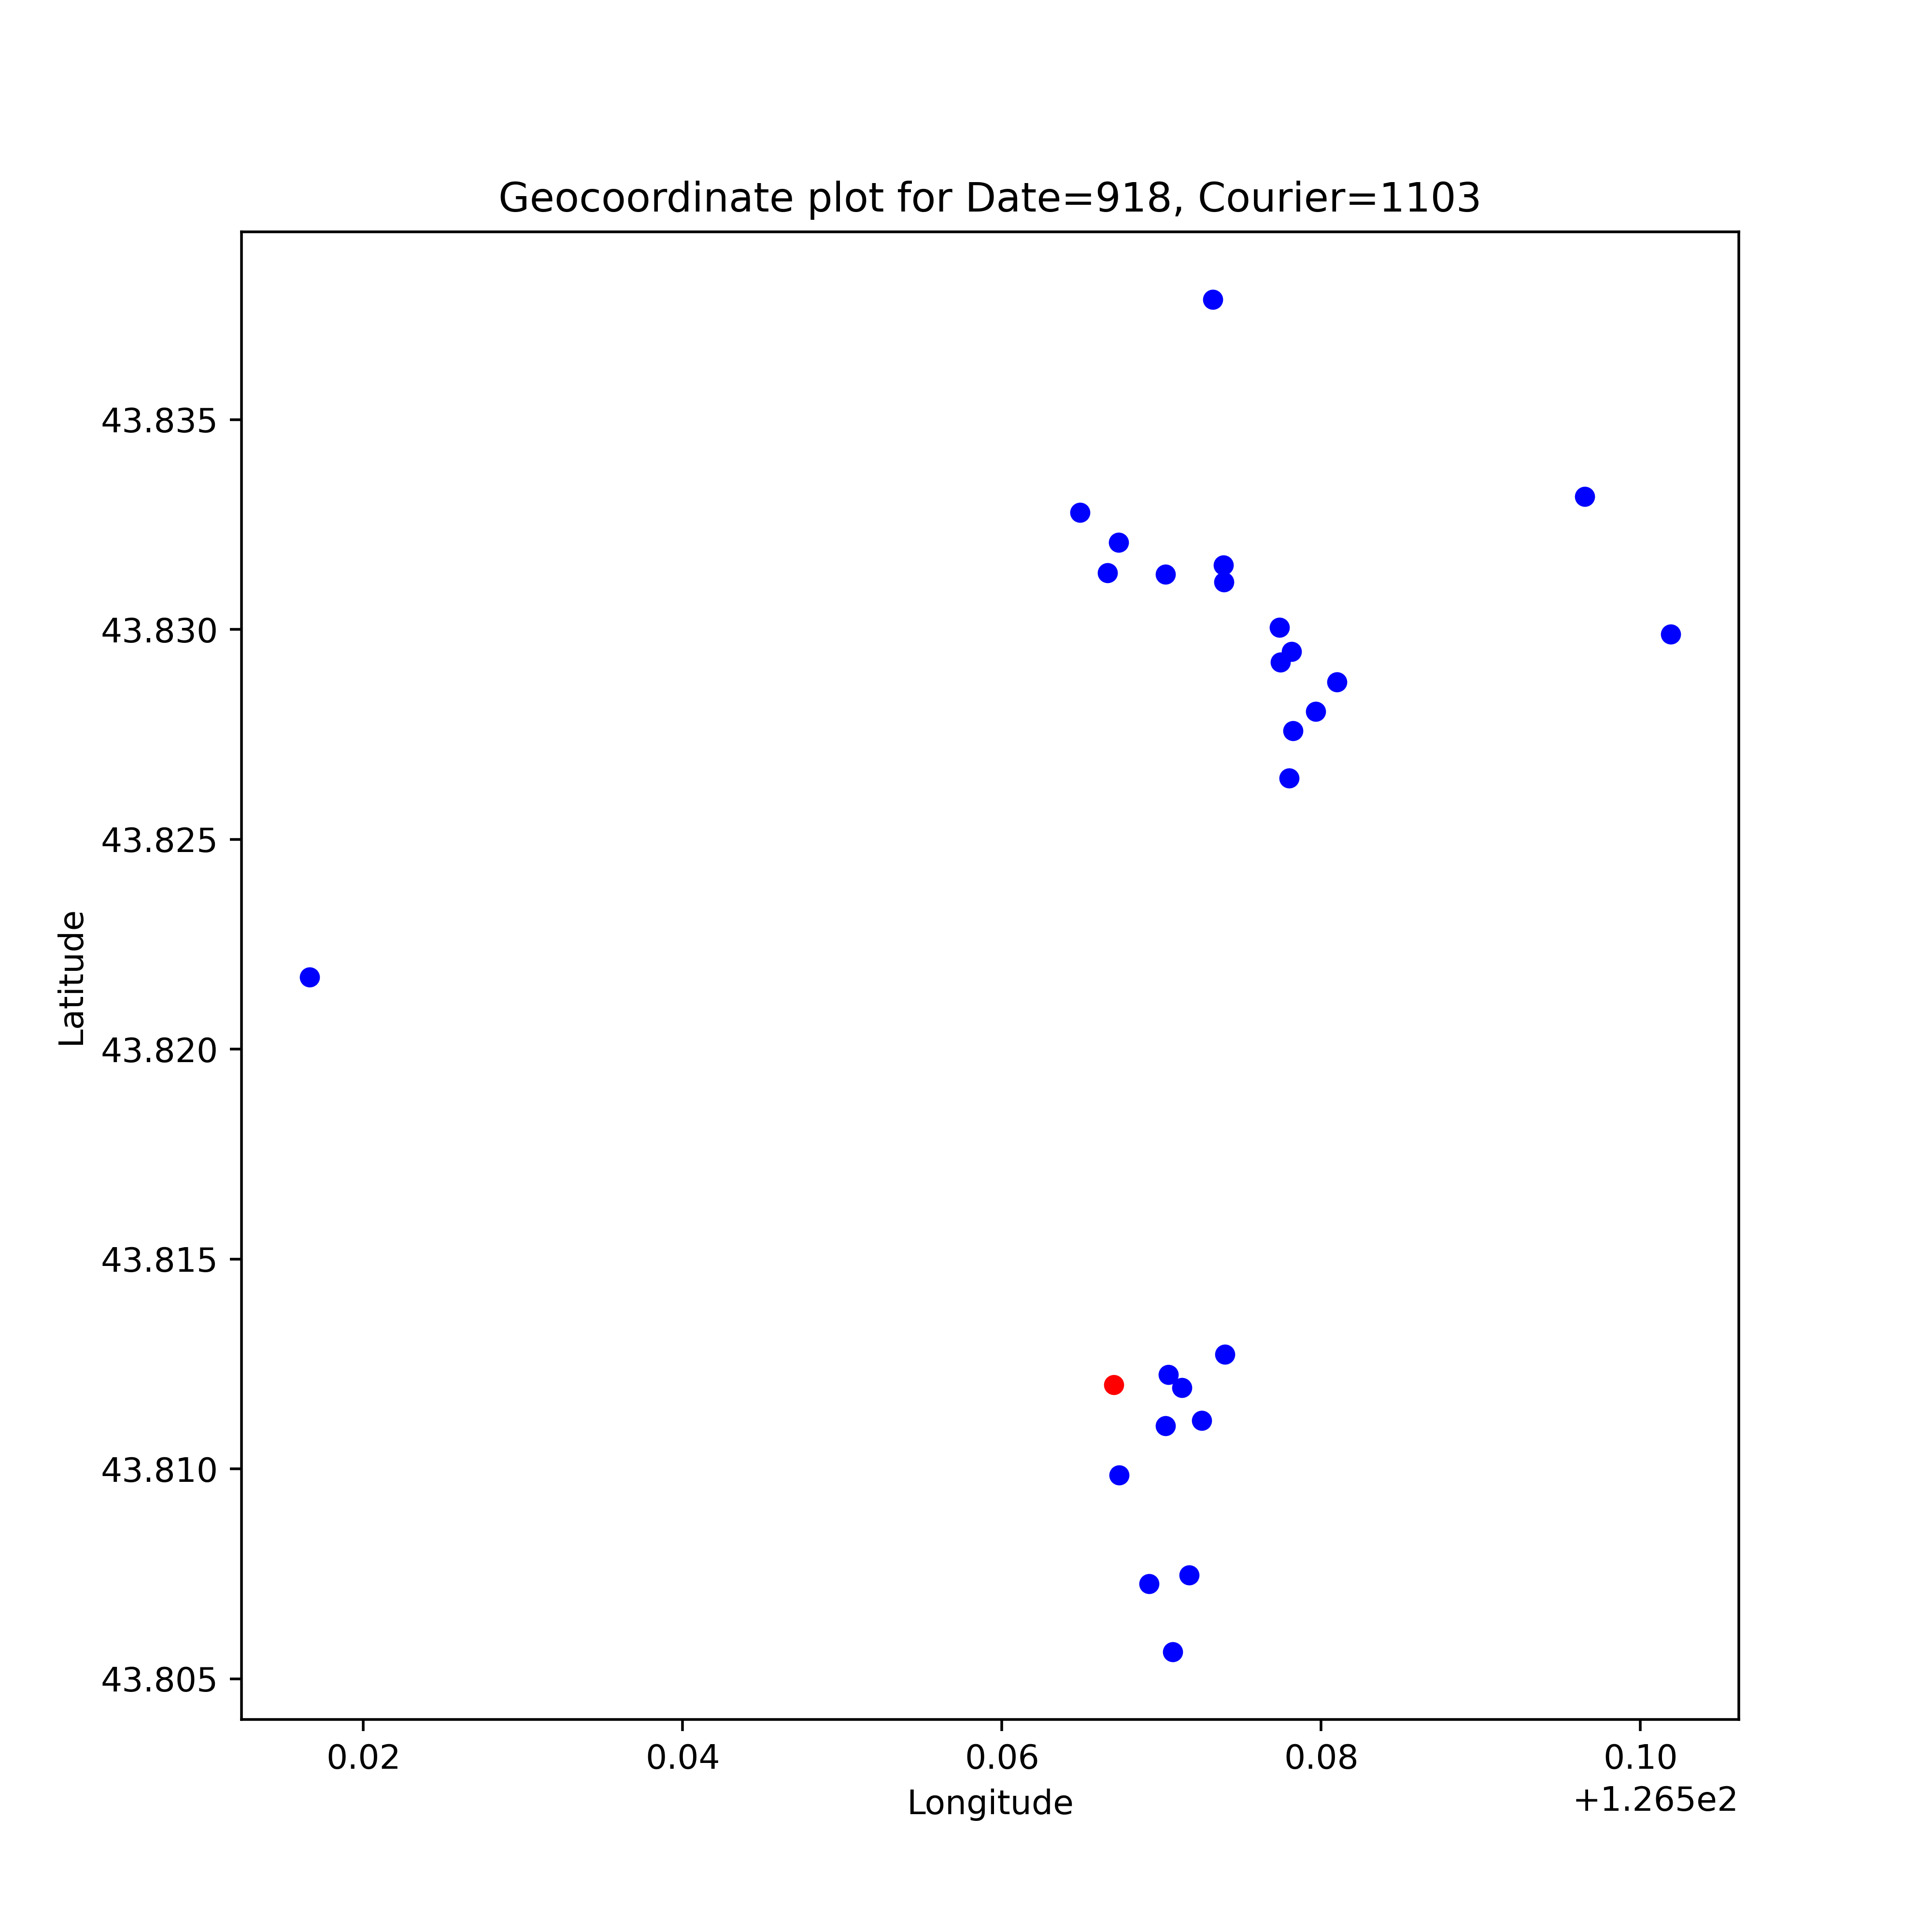 Geocoordinate plot for Date=918, Courier=1103
43.835
43.830
43.825
43.820
43.815
43.810
43.805
Latitude
0.02 0.04 0.06 0.08 0.10
+1.265e2
Longitude